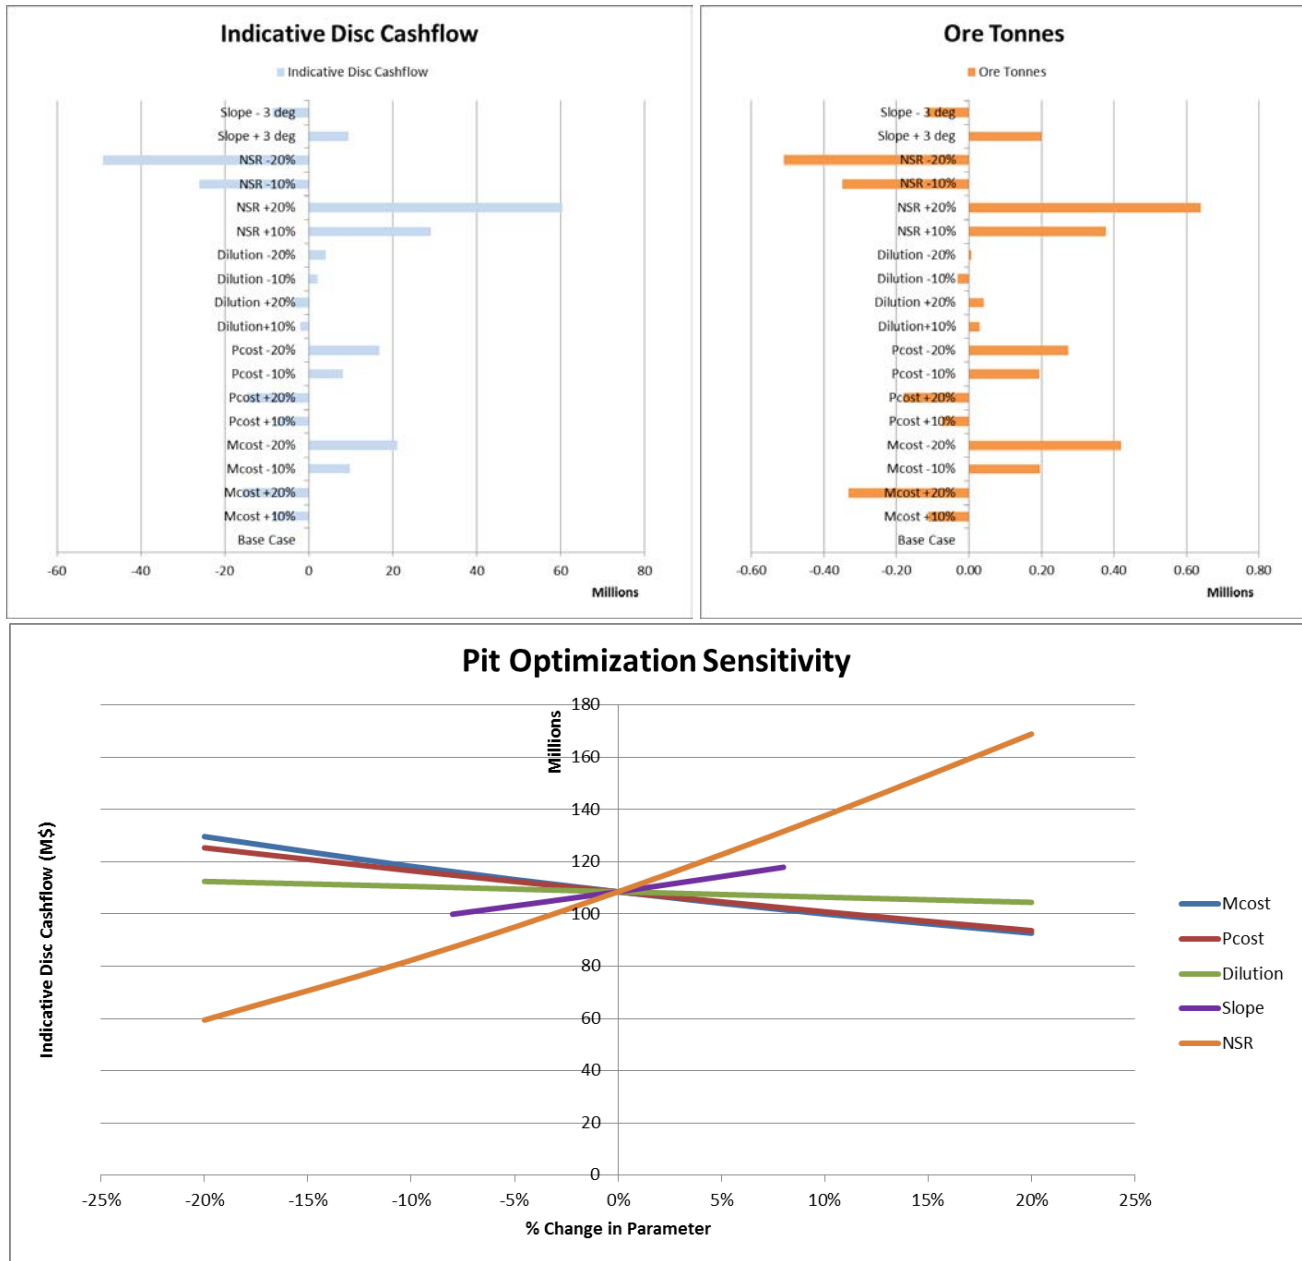 Indicative Disc Cashflow
Indicative Disc Cashflow
Slope - 3 deg
Slope + 3 deg
NSR -20%
NSR -10%
NSR +20%
NSR +10%
Dilution -20%
Dilution -10%
Dilution +20%
Dilution+10%
Pcost -20%
Pcost -10%
Pcost +20%
Pcost +10%
Mcost -20%
Mcost -10%
Mcost +20%
Mcost +10%
Base Case
-60 -40 -20 0 20 40 60 80
Millions
Ore Tonnes
Ore Tonnes
Slope - 3 deg
Slope + 3 deg
NSR -20%
NSR -10%
NSR +20%
NSR +10%
Dilution -20%
Dilution -10%
Dilution +20%
Dilution+10%
Pcost -20%
Pcost -10%
Pcost +20%
Pcost +10%
Mcost -20%
Mcost -10%
Mcost +20%
Mcost +10%
Base Case
-0.60 -0.40 -0.20 0.00 0.20 0.40 0.60 0.80
Millions
Pit Optimization Sensitivity
Indicative Disc Cashflow (M$)
Millions
180
160
140
120
100
80
60
40
20
0
-25% -20% -15% -10% -5% 0% 5% 10% 15% 20% 25%
% Change in Parameter
Mcost
Pcost
Dilution
Slope
NSR